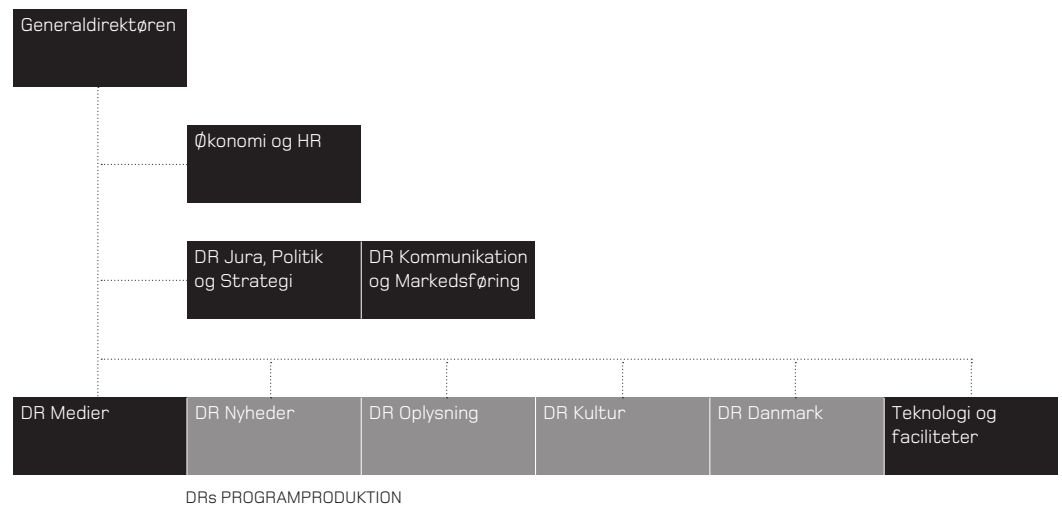 Generaldirektøren
Økonomi og HR
DR Jura, Politik
og Strategi
DR Kommunikation
og Markedsføring
DR Medier
DR Nyheder
DR Oplysning
DR Kultur
DR Danmark
Teknologi og
faciliteter
DRs PROGRAMPRODUKTION